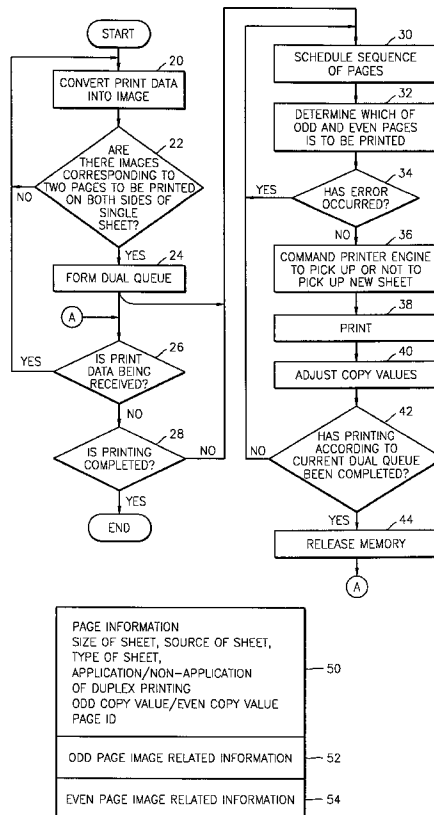 START
20
CONVERT PRINT DATA
INTO IMAGE
22
ARE
THERE IMAGES
CORRESPONDING TO
TWO PAGES TO BE PRINTED
ON BOTH SIDES OF
SINGLE
SHEET?
NO
YES
24
FORM DUAL QUEUE
A
26
IS PRINT
DATA BEING
RECEIVED?
YES
NO
28
IS PRINTING
COMPLETED?
NO
YES
END
30
SCHEDULE SEQUENCE
OF PAGES
32
DETERMINE WHICH OF
ODD AND EVEN PAGES
IS TO BE PRINTED
34
HAS ERROR
OCCURRED?
YES
NO
36
COMMAND PRINTER ENGINE
TO PICK UP OR NOT TO
PICK UP NEW SHEET
38
PRINT
40
ADJUST COPY VALUES
42
HAS PRINTING
ACCORDING TO
CURRENT DUAL QUEUE
BEEN COMPLETED?
NO
YES
44
RELEASE MEMORY
A
PAGE INFORMATION
SIZE OF SHEET, SOURCE OF SHEET,
TYPE OF SHEET,
APPLICATION/NON-APPLICATION
OF DUPLEX PRINTING
ODD COPY VALUE/EVEN COPY VALUE
PAGE ID
50
ODD PAGE IMAGE RELATED INFORMATION
52
EVEN PAGE IMAGE RELATED INFORMATION
54